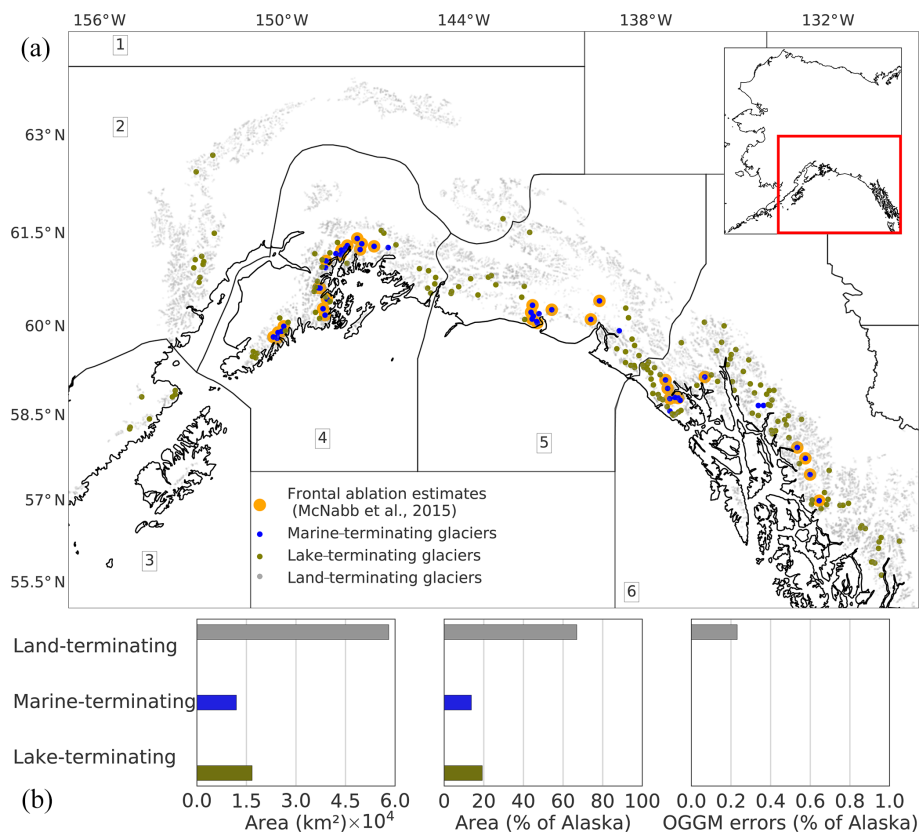 156°W 150°W 144°W 138°W 132°W
(a)
1
2
63°N
61.5°N
60°N
58.5°N
57°N
55.5°N
4
5
3
6
Frontal ablation estimates
(McNabb et al., 2015)
Marine-terminating glaciers
Lake-terminating glaciers
Land-terminating glaciers
Land-terminating
Marine-terminating
Lake-terminating
(b)
0.0 1.5 3.0 4.5 6.0
Area (km²)×10⁴
0 20 40 60 80 100
Area (% of Alaska)
0.0 0.2 0.4 0.6 0.8 1.0
OGGM errors (% of Alaska)